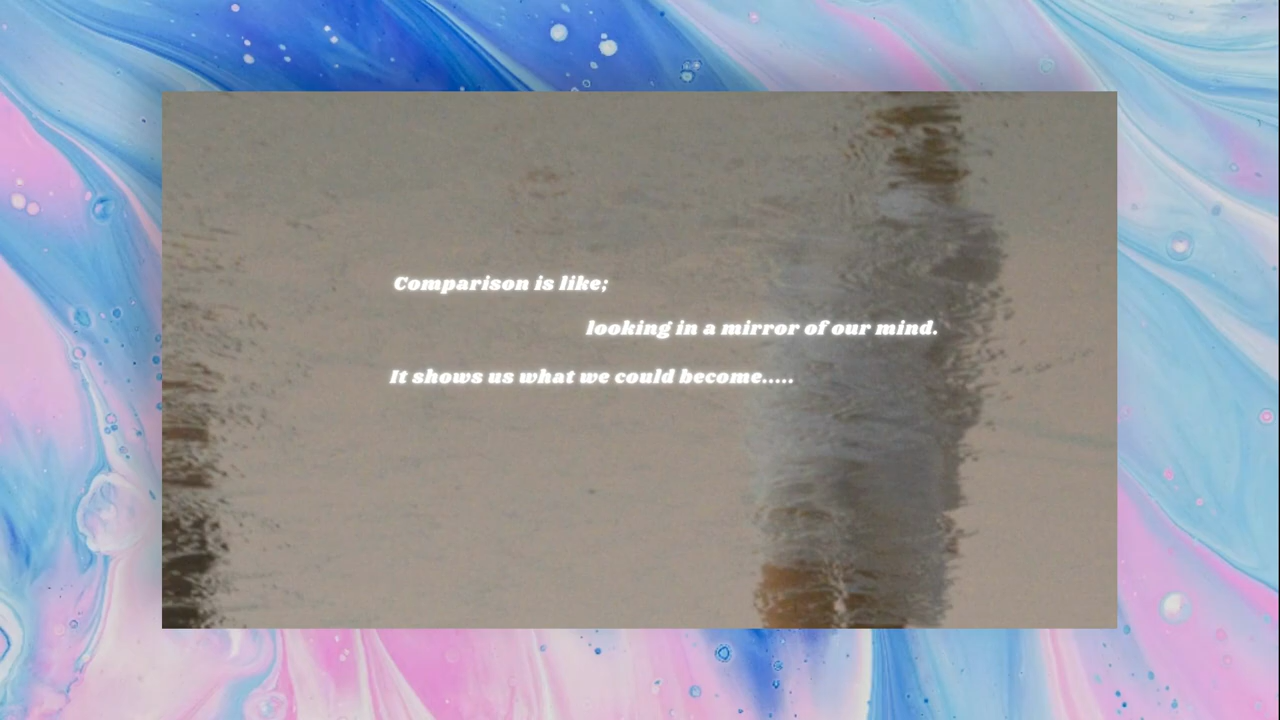 Comparison is like;
looking in a mirror of our mind.
It shows us what we could become.....